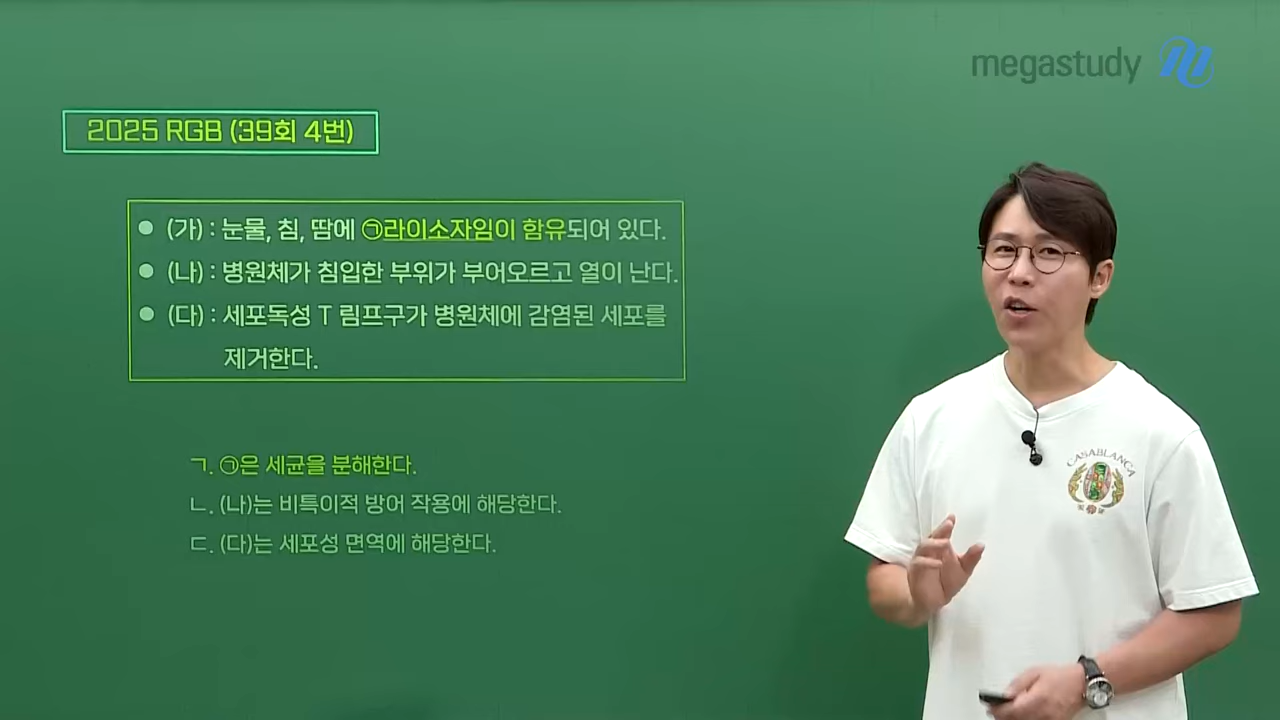 megastudy
2025 RGB (39회 4번)
● (가) : 눈물, 침, 땀에 ㉠라이소자임이 함유되어 있다.
● (나) : 병원체가 침입한 부위가 부어오르고 열이 난다.
● (다) : 세포독성 T 림프구가 병원체에 감염된 세포를
제거한다.
ㄱ. ㉠은 세균을 분해한다.
ㄴ. (나)는 비특이적 방어 작용에 해당한다.
ㄷ. (다)는 세포성 면역에 해당한다.
CASABLANCA